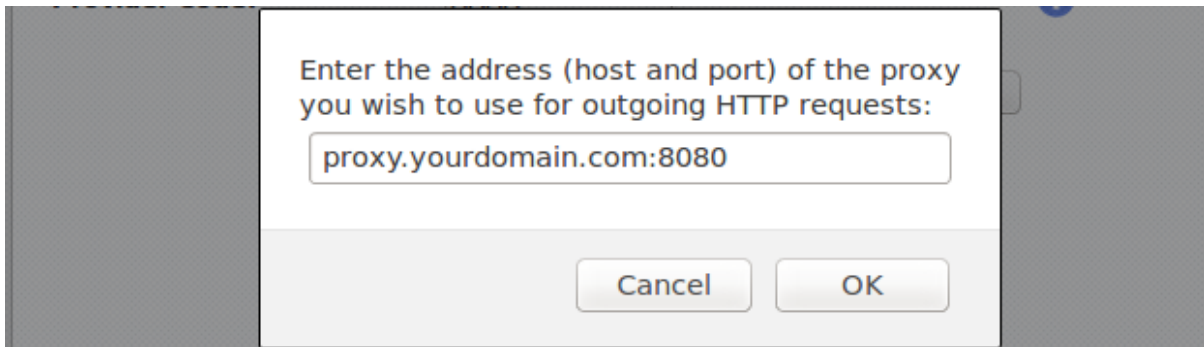 Enter the address (host and port) of the proxy
you wish to use for outgoing HTTP requests:
proxy.yourdomain.com:8080
Cancel
OK